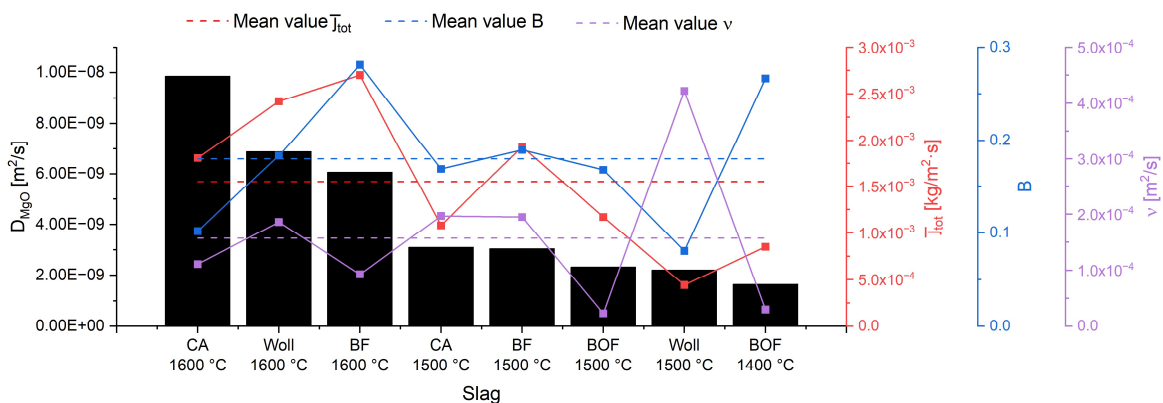 Mean value j̅tot
Mean value B
Mean value ν
D_MgO [m²/s]
1.00E−08
8.00E−09
6.00E−09
4.00E−09
2.00E−09
0.00E+00
CA
1600 °C
Woll
1600 °C
BF
1600 °C
CA
1500 °C
BF
1500 °C
BOF
1500 °C
Woll
1500 °C
BOF
1400 °C
Slag
3.0x10⁻³
2.5x10⁻³
2.0x10⁻³
1.5x10⁻³
1.0x10⁻³
5.0x10⁻⁴
0.0
j̅tot [kg/m²·s]
0.3
0.2
0.1
0.0
B
5.0x10⁻⁴
4.0x10⁻⁴
3.0x10⁻⁴
2.0x10⁻⁴
1.0x10⁻⁴
0.0
ν [m²/s]